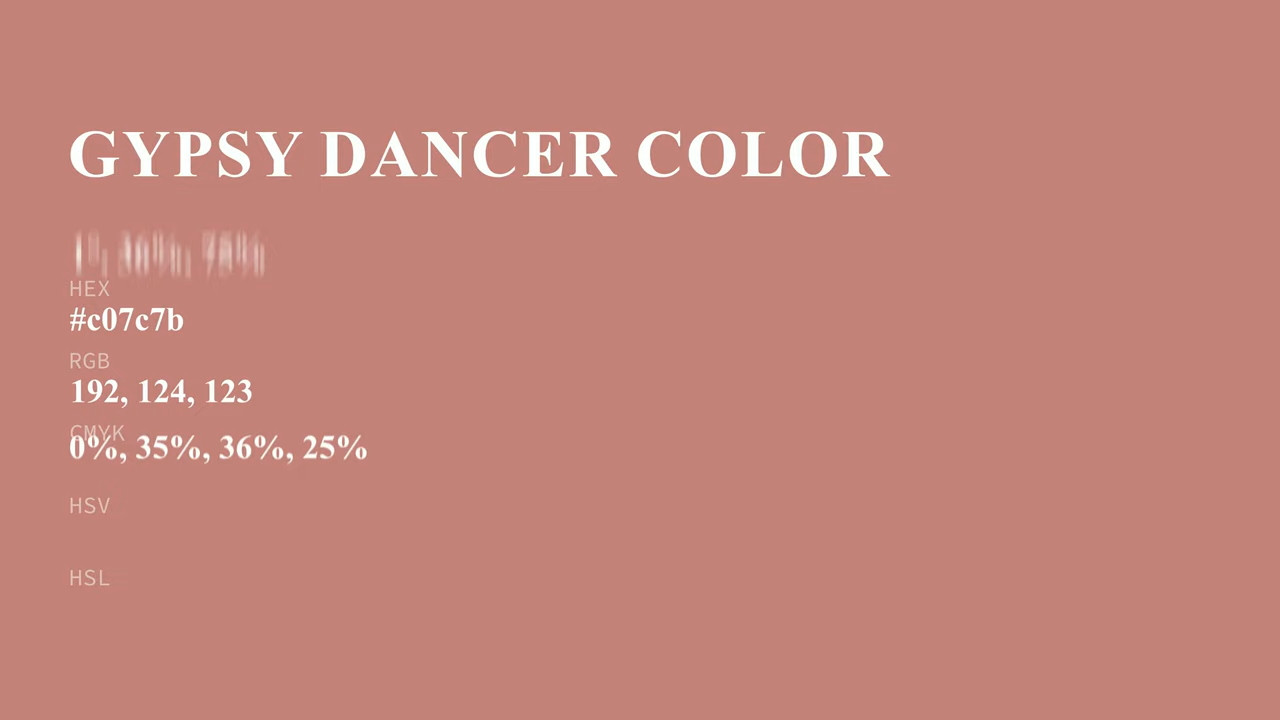 GYPSY DANCER COLOR
HEX
#c07c7b
RGB
192, 124, 123
CMYK
0%, 35%, 36%, 25%
HSV
HSL